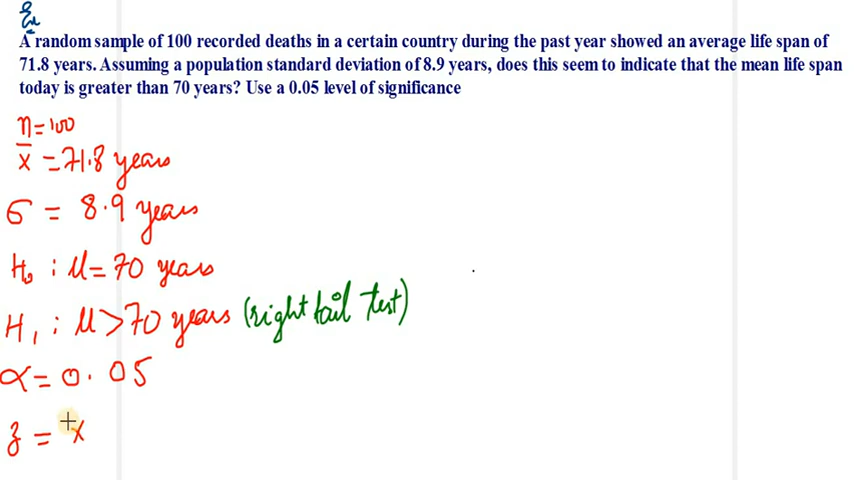 Ex
A random sample of 100 recorded deaths in a certain country during the past year showed an average life span of
71.8 years. Assuming a population standard deviation of 8.9 years, does this seem to indicate that the mean life span
today is greater than 70 years? Use a 0.05 level of significance
n=100
x̄ =71.8 years
σ = 8.9 years
H₀ : μ=70 years
H₁ : μ>70 years (right tail test)
α=0.05
z = x